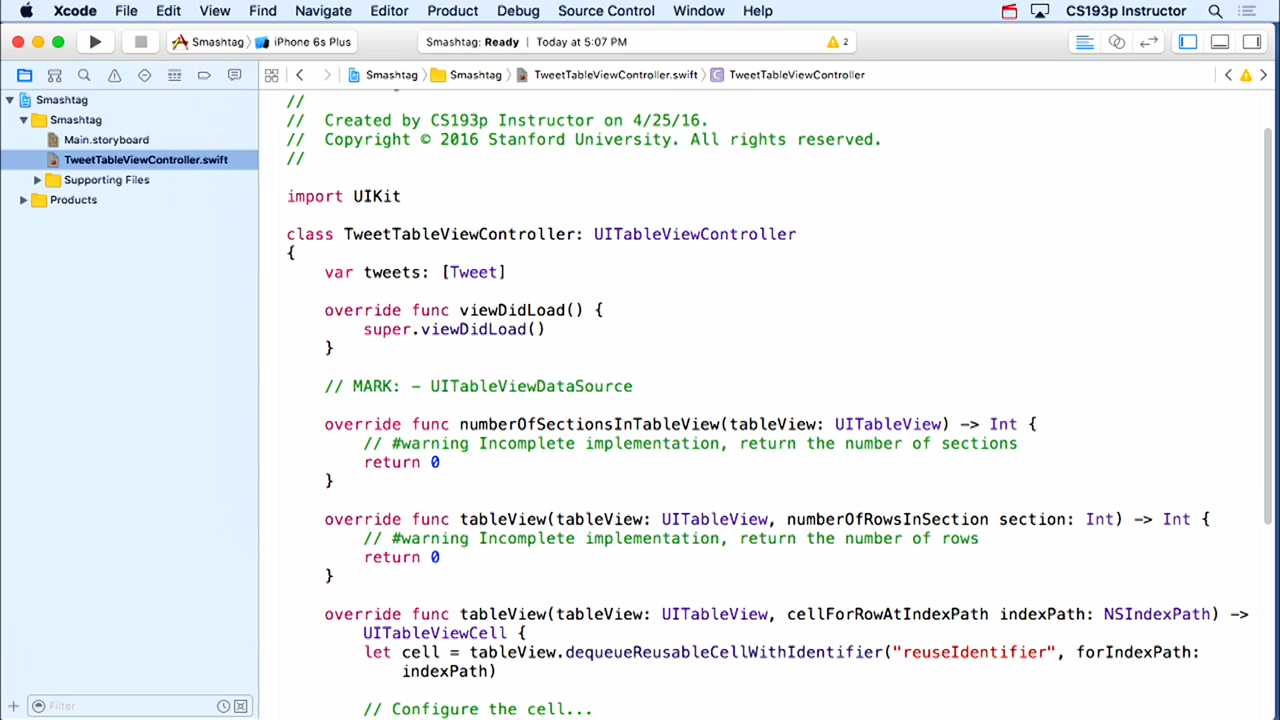 Xcode File Edit View Find Navigate Editor Product Debug Source Control Window Help CS193p Instructor
Smashtag iPhone 6s Plus Smashtag: Ready Today at 5:07 PM 2
Smashtag Smashtag TweetTableViewController.swift TweetTableViewController
Smashtag
Smashtag
Main.storyboard
TweetTableViewController.swift
Supporting Files
Products
Filter
//
// Created by CS193p Instructor on 4/25/16.
// Copyright © 2016 Stanford University. All rights reserved.
//
import UIKit
class TweetTableViewController: UITableViewController
{
var tweets: [Tweet]
override func viewDidLoad() {
super.viewDidLoad()
}
// MARK: - UITableViewDataSource
override func numberOfSectionsInTableView(tableView: UITableView) -> Int {
// #warning Incomplete implementation, return the number of sections
return 0
}
override func tableView(tableView: UITableView, numberOfRowsInSection section: Int) -> Int {
// #warning Incomplete implementation, return the number of rows
return 0
}
override func tableView(tableView: UITableView, cellForRowAtIndexPath indexPath: NSIndexPath) ->
UITableViewCell {
let cell = tableView.dequeueReusableCellWithIdentifier("reuseIdentifier", forIndexPath:
indexPath)
// Configure the cell...